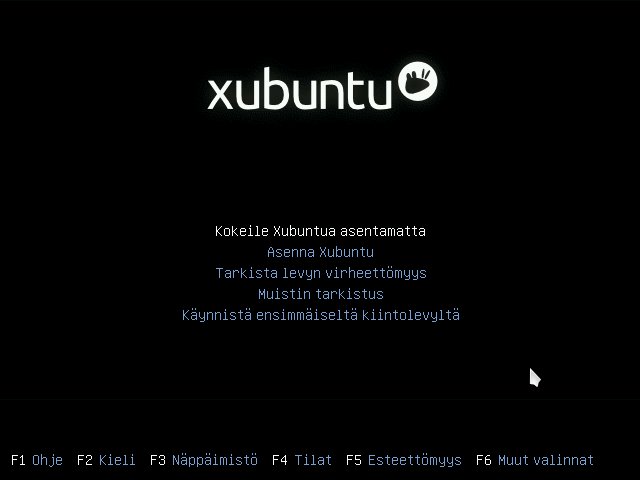 xubuntu
Kokeile Xubuntua asentamatta
Asenna Xubuntu
Tarkista levyn virheettömyys
Muistin tarkistus
Käynnistä ensimmäiseltä kiintolevyltä
F1 Ohje F2 Kieli F3 Näppäimistö F4 Tilat F5 Esteettömyys F6 Muut valinnat